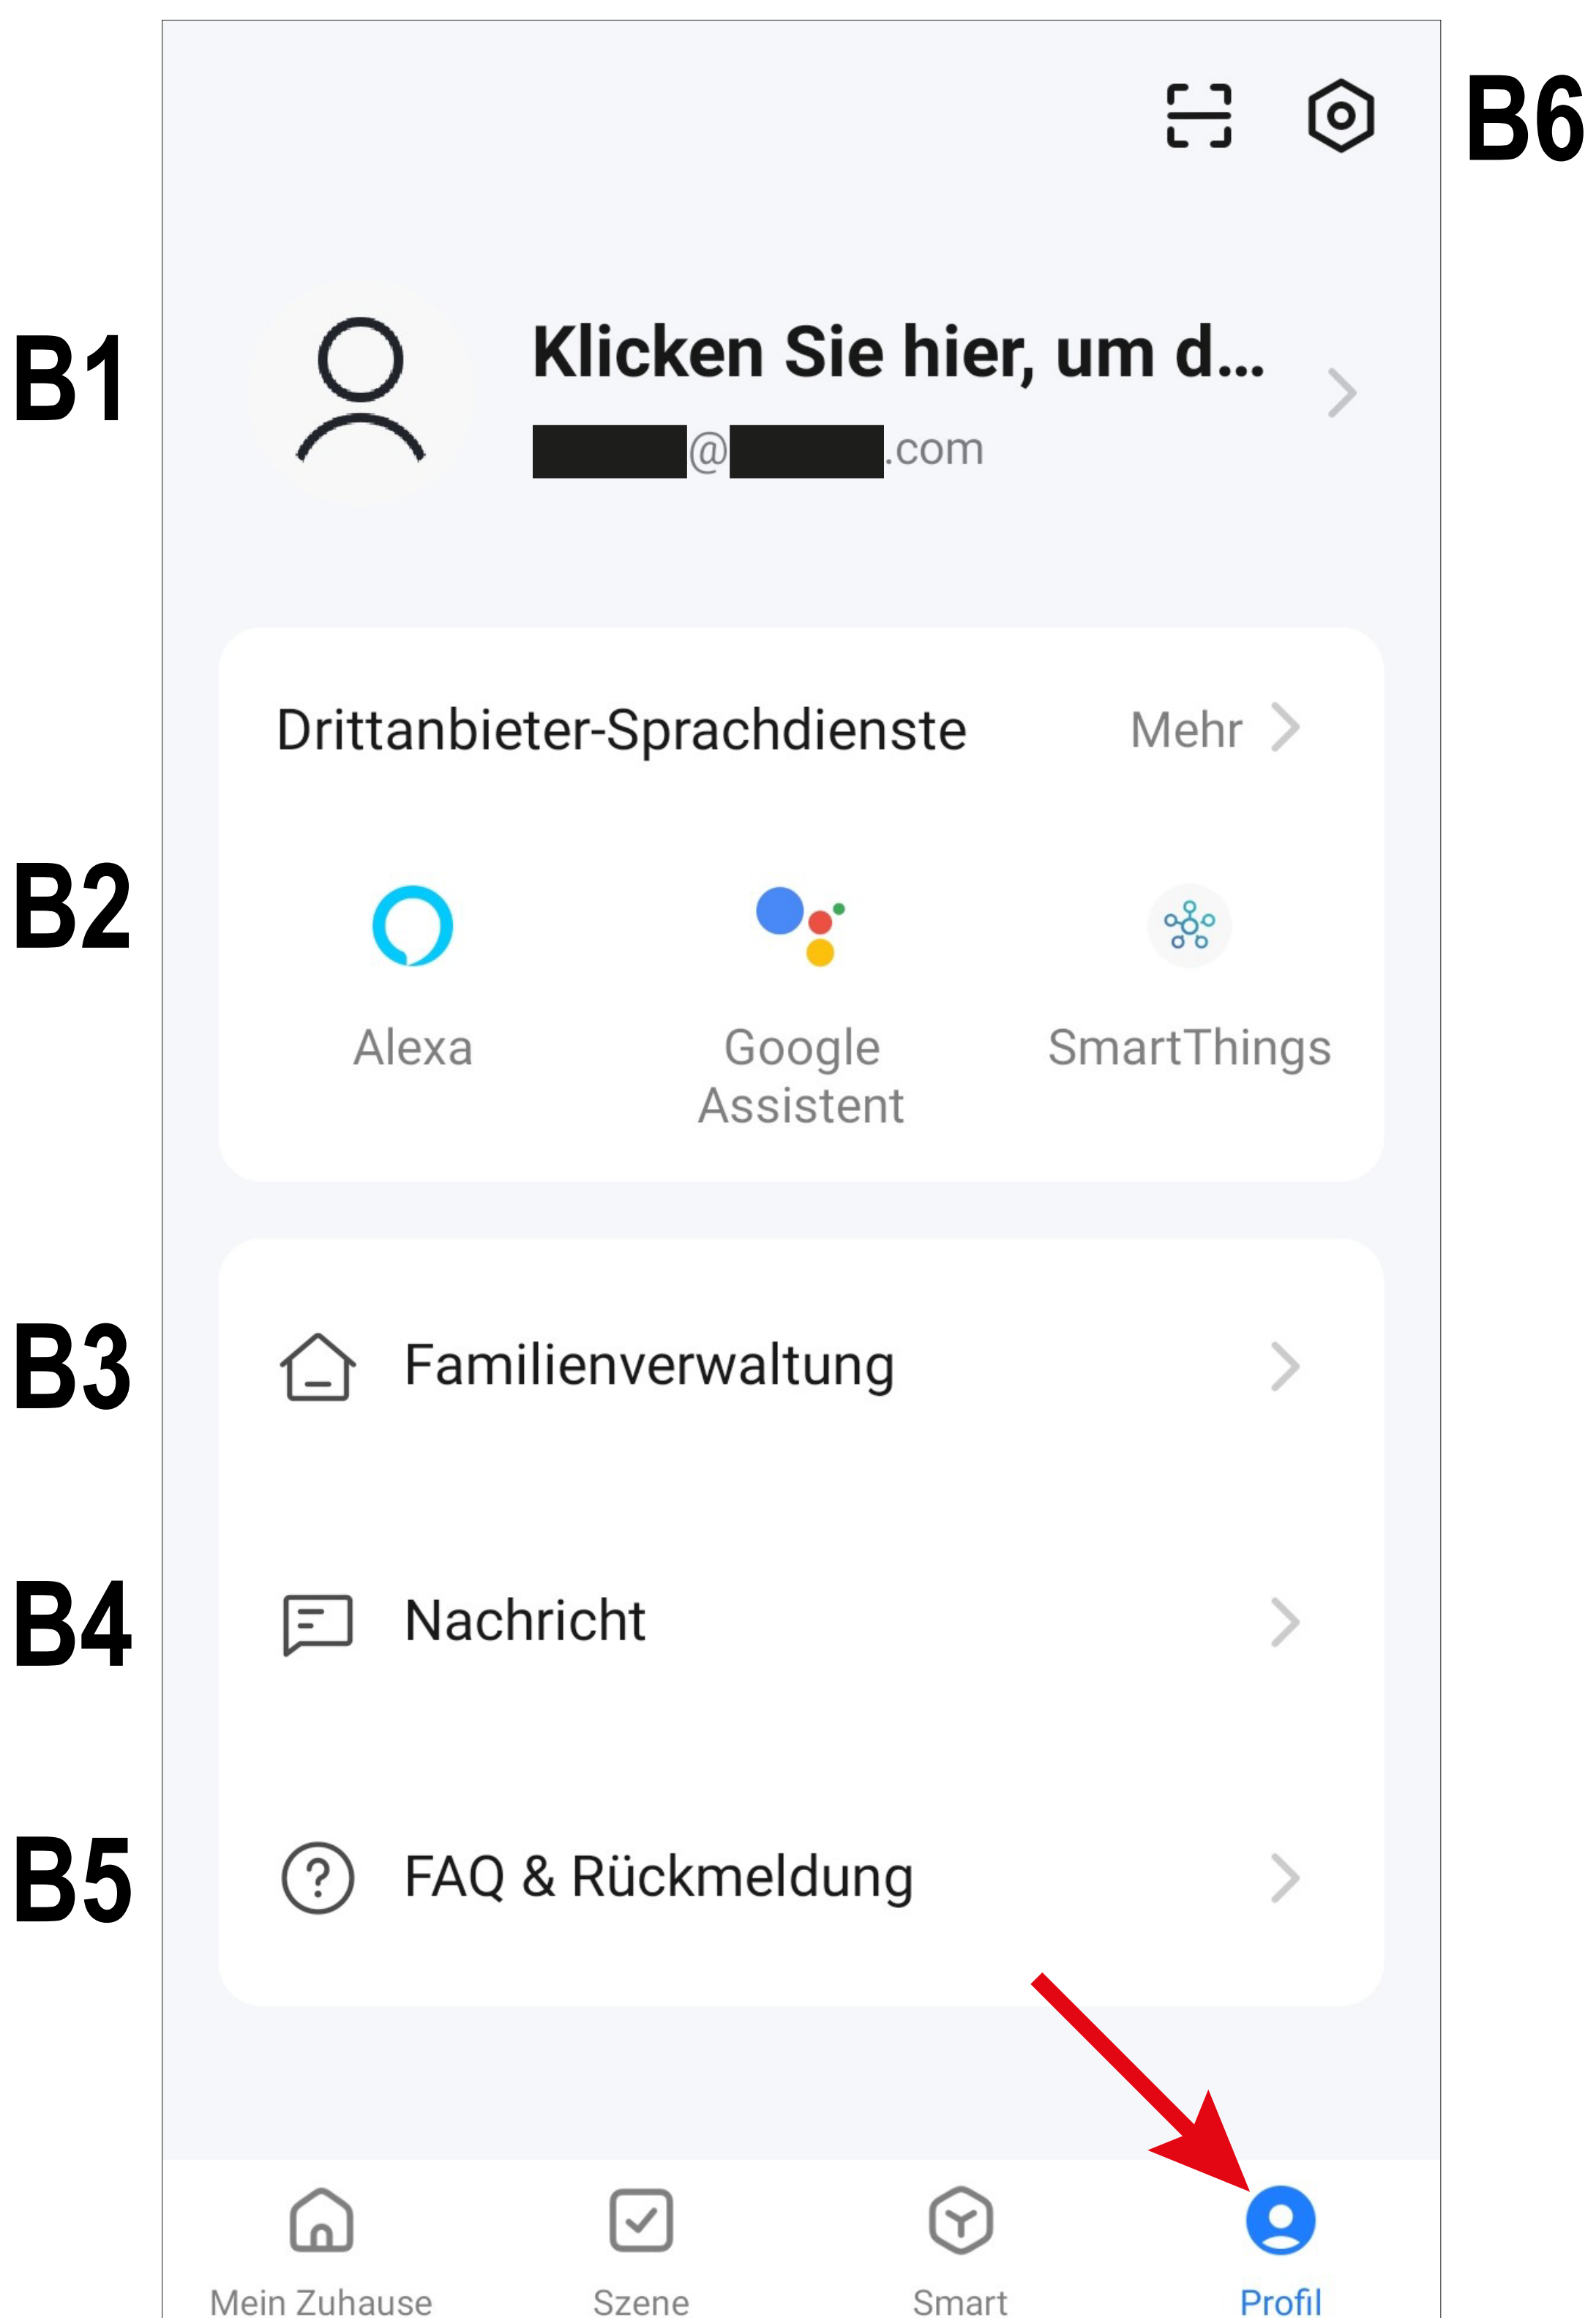 B6
B1
Klicken Sie hier, um d...
@ .com
Drittanbieter-Sprachdienste Mehr
B2
Alexa Google Assistent SmartThings
B3
Familienverwaltung
B4
Nachricht
B5
FAQ & Rückmeldung
Mein Zuhause Szene Smart Profil